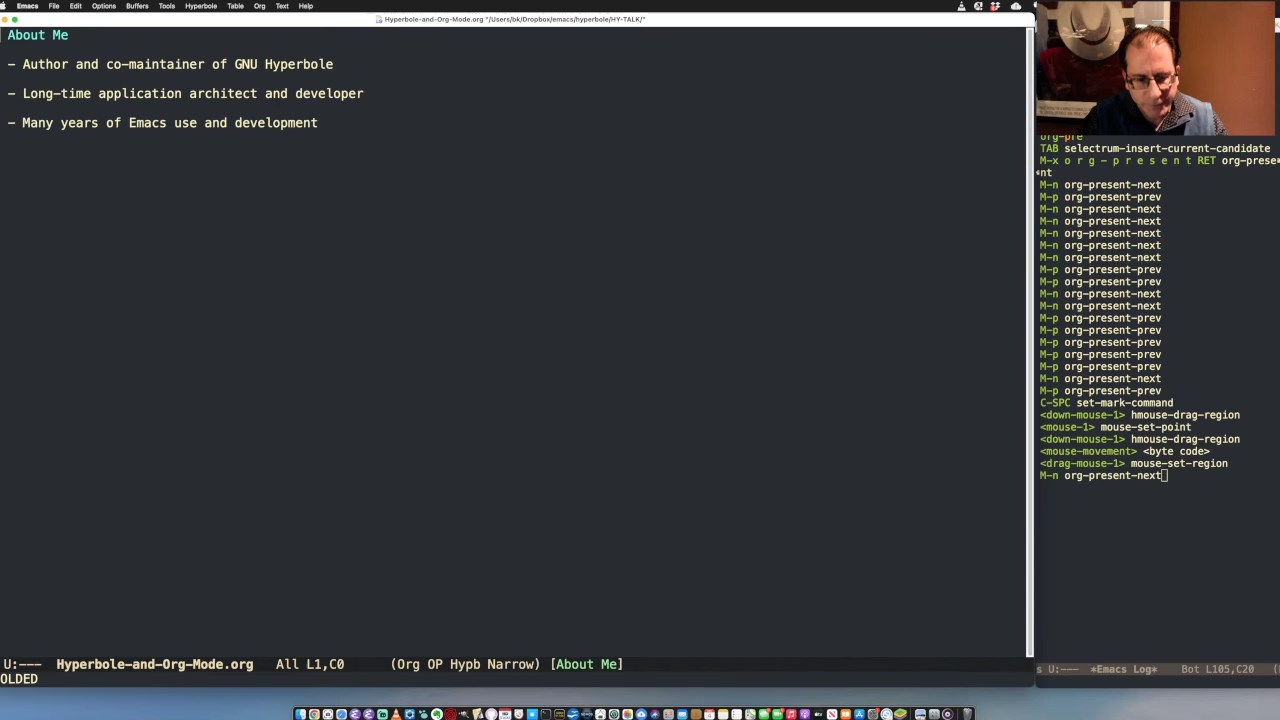 Emacs File Edit Options Buffers Tools Hyperbole Table Org Text Help
Hyperbole-and-Org-Mode.org "/Users/bk/Dropbox/emacs/hyperbole/HY-TALK/"
About Me
- Author and co-maintainer of GNU Hyperbole
- Long-time application architect and developer
- Many years of Emacs use and development
U:--- Hyperbole-and-Org-Mode.org All L1,C0 (Org OP Hypb Narrow) [About Me]
OLDED
org-pre
TAB selectrum-insert-current-candidate
M-x o r g - p r e s e n t RET org-prese
nt
M-n org-present-next
M-p org-present-prev
M-n org-present-next
M-n org-present-next
M-n org-present-next
M-n org-present-next
M-n org-present-next
M-p org-present-prev
M-p org-present-prev
M-n org-present-next
M-n org-present-next
M-p org-present-prev
M-p org-present-prev
M-p org-present-prev
M-p org-present-prev
M-p org-present-prev
M-n org-present-next
M-p org-present-prev
C-SPC set-mark-command
<down-mouse-1> hmouse-drag-region
<mouse-1> mouse-set-point
<down-mouse-1> hmouse-drag-region
<mouse-movement> <byte code>
<drag-mouse-1> mouse-set-region
M-n org-present-next
s U:--- *Emacs Log* Bot L105,C20 (